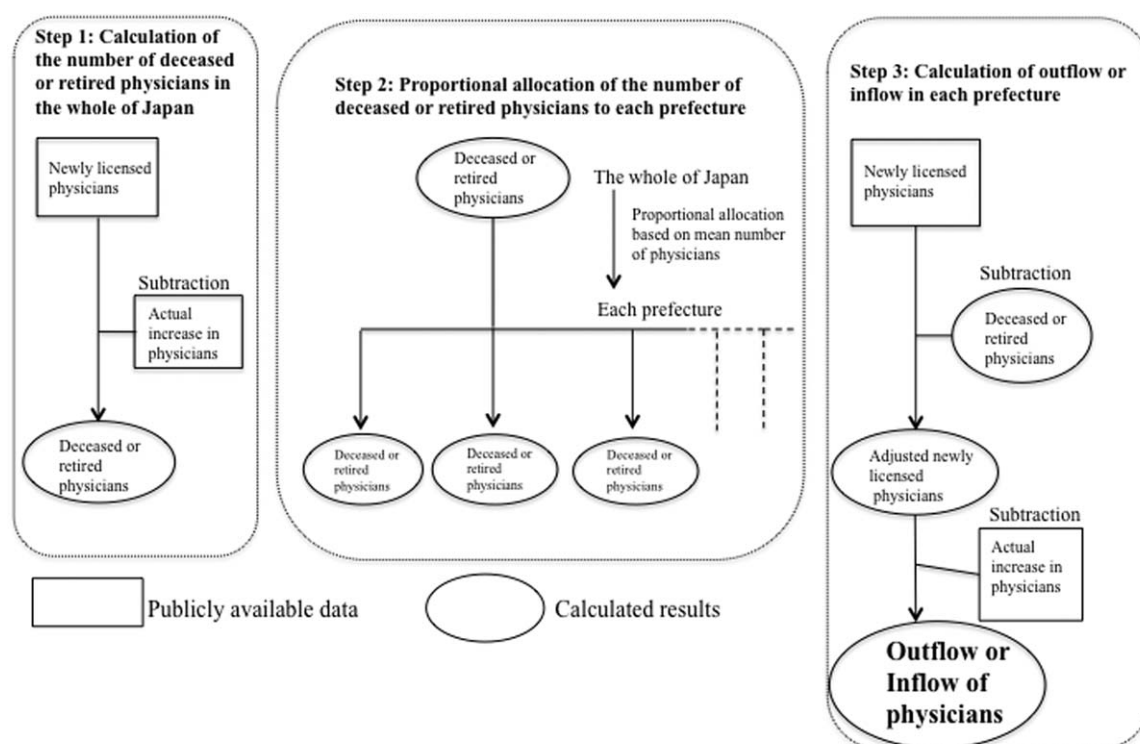 Step 1: Calculation of
the number of deceased
or retired physicians in
the whole of Japan
Newly licensed
physicians
Subtraction
Actual
increase in
physicians
Deceased or
retired
physicians
Step 2: Proportional allocation of the number of
deceased or retired physicians to each prefecture
Deceased or
retired
physicians
The whole of Japan
Proportional allocation
based on mean number
of physicians
Each prefecture
Deceased or
retired
physicians
Deceased or
retired
physicians
Deceased or
retired
physicians
Step 3: Calculation of outflow or
inflow in each prefecture
Newly licensed
physicians
Subtraction
Deceased or
retired
physicians
Adjusted newly
licensed
physicians
Subtraction
Actual
increase in
physicians
Outflow or
Inflow of
physicians
Publicly available data
Calculated results